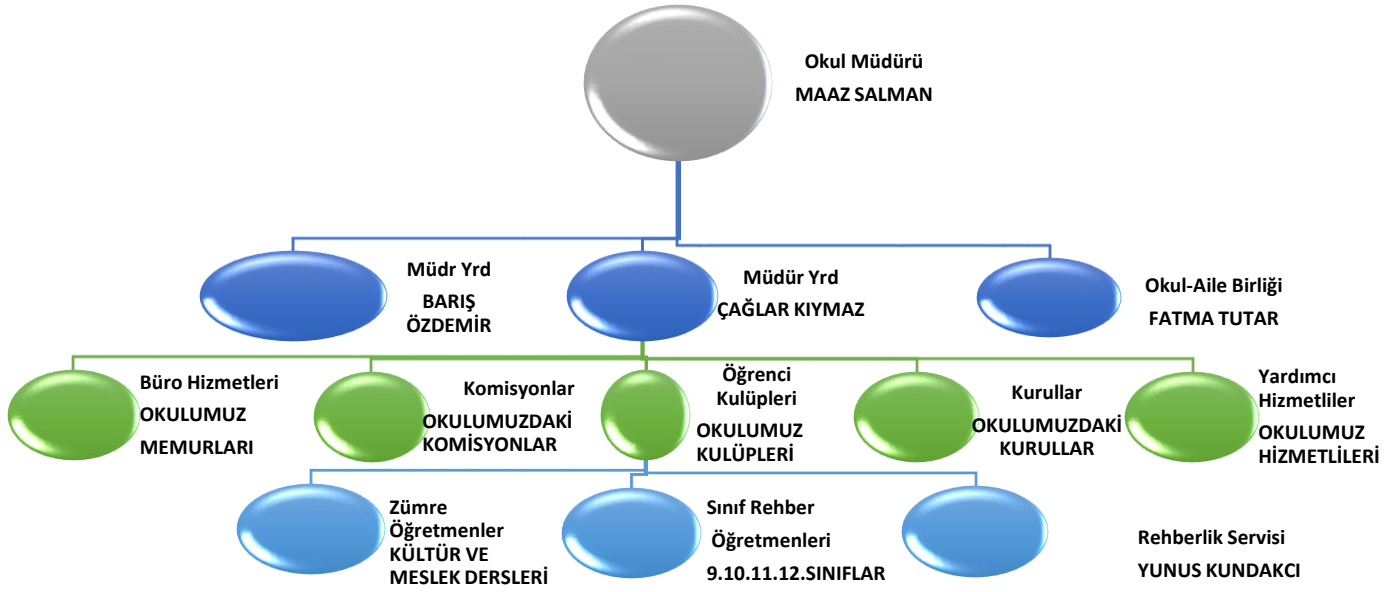 Okul Müdürü
MAAZ SALMAN
Müdr Yrd
BARIŞ
ÖZDEMİR
Müdür Yrd
ÇAĞLAR KIYMAZ
Okul-Aile Birliği
FATMA TUTAR
Büro Hizmetleri
OKULUMUZ
MEMURLARI
Komisyonlar
OKULUMUZDAKİ
KOMİSYONLAR
Öğrenci
Kulüpleri
OKULUMUZ
KULÜPLERİ
Kurullar
OKULUMUZDAKİ
KURULLAR
Yardımcı
Hizmetliler
OKULUMUZ
HİZMETLİLERİ
Zümre
Öğretmenler
KÜLTÜR VE
MESLEK DERSLERİ
Sınıf Rehber
Öğretmenleri
9.10.11.12.SINIFLAR
Rehberlik Servisi
YUNUS KUNDAKCI